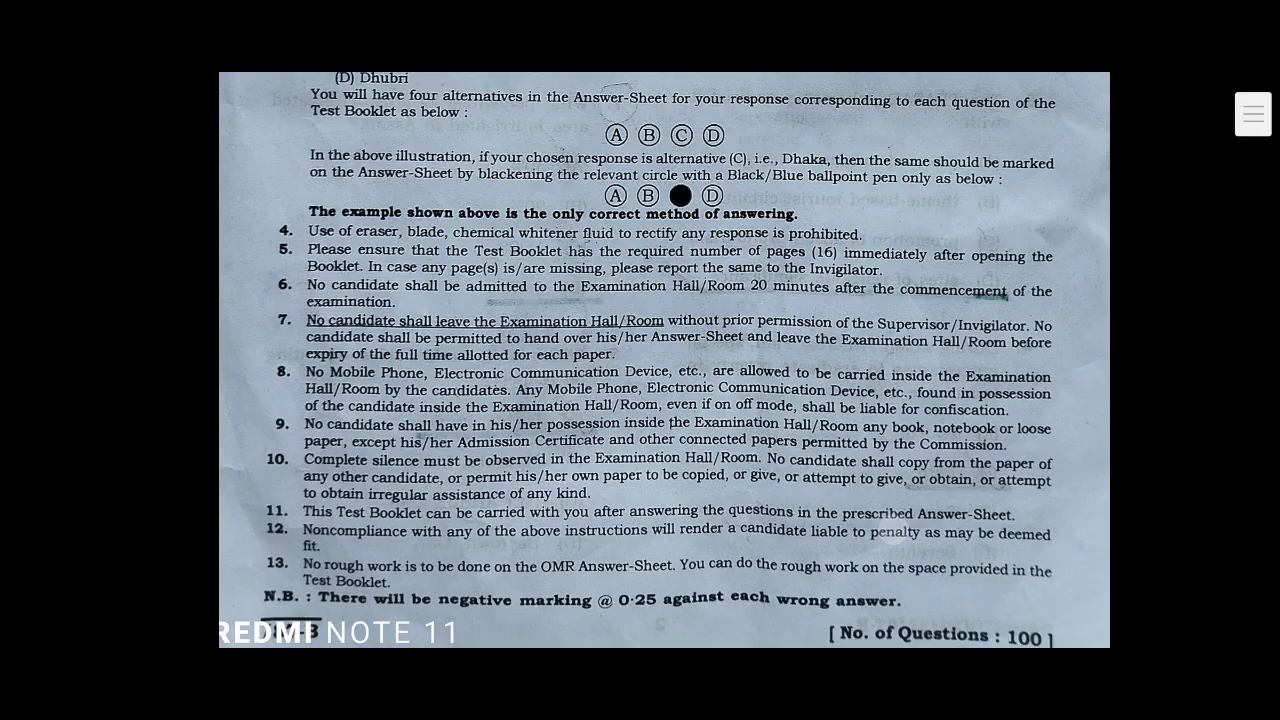 (D) Dhubri
You will have four alternatives in the Answer-Sheet for your response corresponding to each question of the
Test Booklet as below :
Ⓐ Ⓑ Ⓒ Ⓓ
In the above illustration, if your chosen response is alternative (C), i.e., Dhaka, then the same should be marked
on the Answer-Sheet by blackening the relevant circle with a Black/Blue ballpoint pen only as below :
Ⓐ Ⓑ ● Ⓓ
The example shown above is the only correct method of answering.
4. Use of eraser, blade, chemical whitener fluid to rectify any response is prohibited.
5. Please ensure that the Test Booklet has the required number of pages (16) immediately after opening the
Booklet. In case any page(s) is/are missing, please report the same to the Invigilator.
6. No candidate shall be admitted to the Examination Hall/Room 20 minutes after the commencement of the
examination.
7. No candidate shall leave the Examination Hall/Room without prior permission of the Supervisor/Invigilator. No
candidate shall be permitted to hand over his/her Answer-Sheet and leave the Examination Hall/Room before
expiry of the full time allotted for each paper.
8. No Mobile Phone, Electronic Communication Device, etc., are allowed to be carried inside the Examination
Hall/Room by the candidates. Any Mobile Phone, Electronic Communication Device, etc., found in possession
of the candidate inside the Examination Hall/Room, even if on off mode, shall be liable for confiscation.
9. No candidate shall have in his/her possession inside the Examination Hall/Room any book, notebook or loose
paper, except his/her Admission Certificate and other connected papers permitted by the Commission.
10. Complete silence must be observed in the Examination Hall/Room. No candidate shall copy from the paper of
any other candidate, or permit his/her own paper to be copied, or give, or attempt to give, or obtain, or attempt
to obtain irregular assistance of any kind.
11. This Test Booklet can be carried with you after answering the questions in the prescribed Answer-Sheet.
12. Noncompliance with any of the above instructions will render a candidate liable to penalty as may be deemed
fit.
13. No rough work is to be done on the OMR Answer-Sheet. You can do the rough work on the space provided in the
Test Booklet.
N.B. : There will be negative marking @ 0·25 against each wrong answer.
REDMI NOTE 11
[ No. of Questions : 100 ]